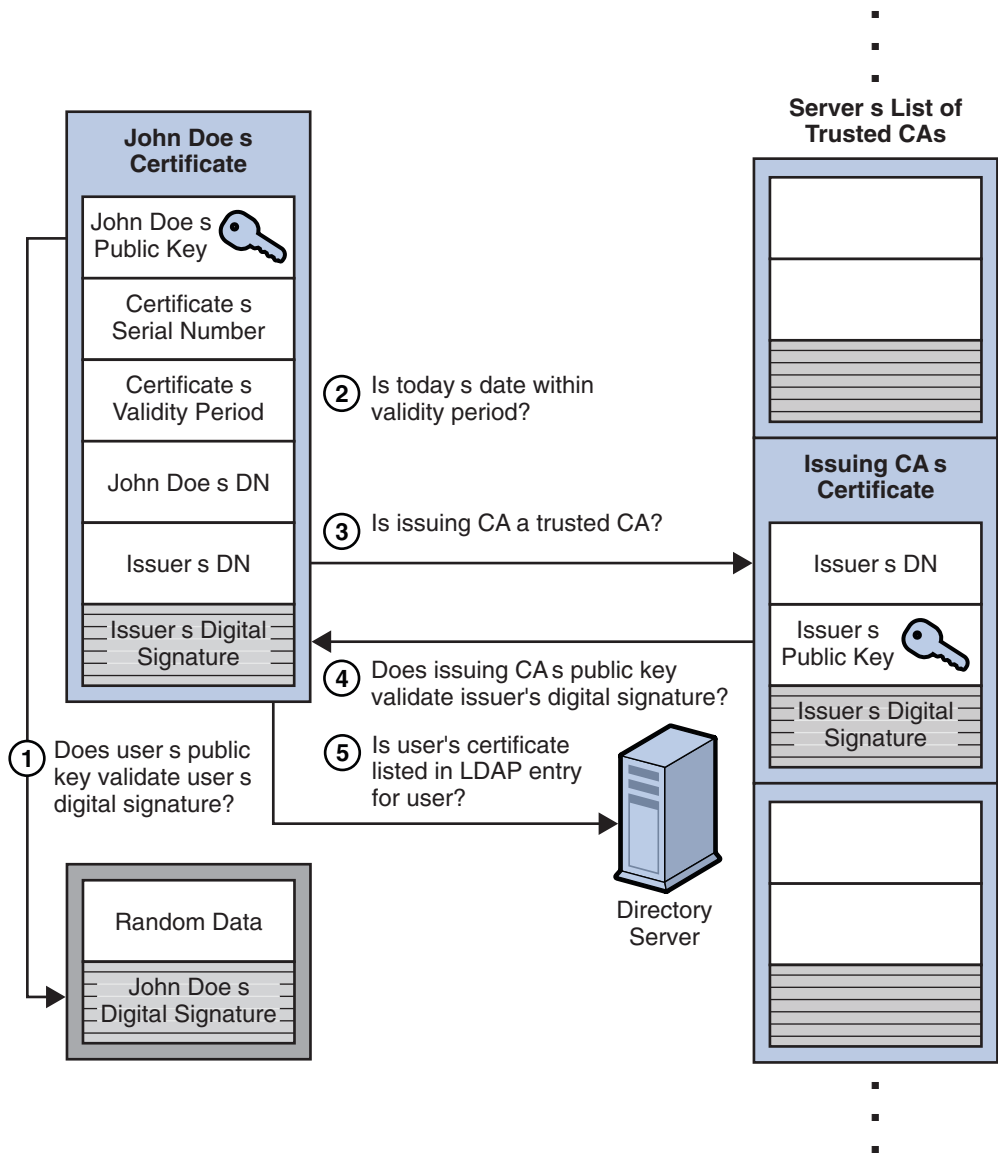 Server s List of
Trusted CAs
John Doe s
Certificate
John Doe s
Public Key
Certificate s
Serial Number
Certificate s
Validity Period
John Doe s DN
Issuer s DN
Issuer s Digital
Signature
2 Is today s date within
validity period?
3 Is issuing CA a trusted CA?
Issuing CA s
Certificate
Issuer s DN
Issuer s
Public Key
Issuer s Digital
Signature
4 Does issuing CA s public key
validate issuer's digital signature?
5 Is user's certificate
listed in LDAP entry
for user?
1 Does user s public
key validate user s
digital signature?
Directory
Server
Random Data
John Doe s
Digital Signature